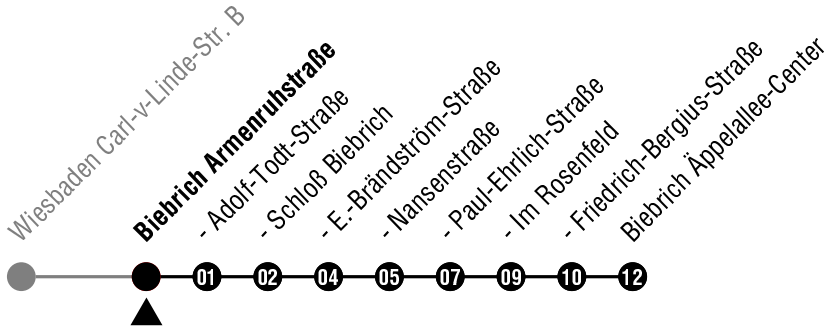 Wiesbaden Carl-v-Linde-Str. B
Biebrich Armenruhstraße
- Adolf-Todt-Straße
- Schloß Biebrich
- E.-Brändström-Straße
- Nansenstraße
- Paul-Ehrlich-Straße
- Im Rosenfeld
- Friedrich-Bergius-Straße
Biebrich Äppelallee-Center
01 02 04 05 07 09 10 12